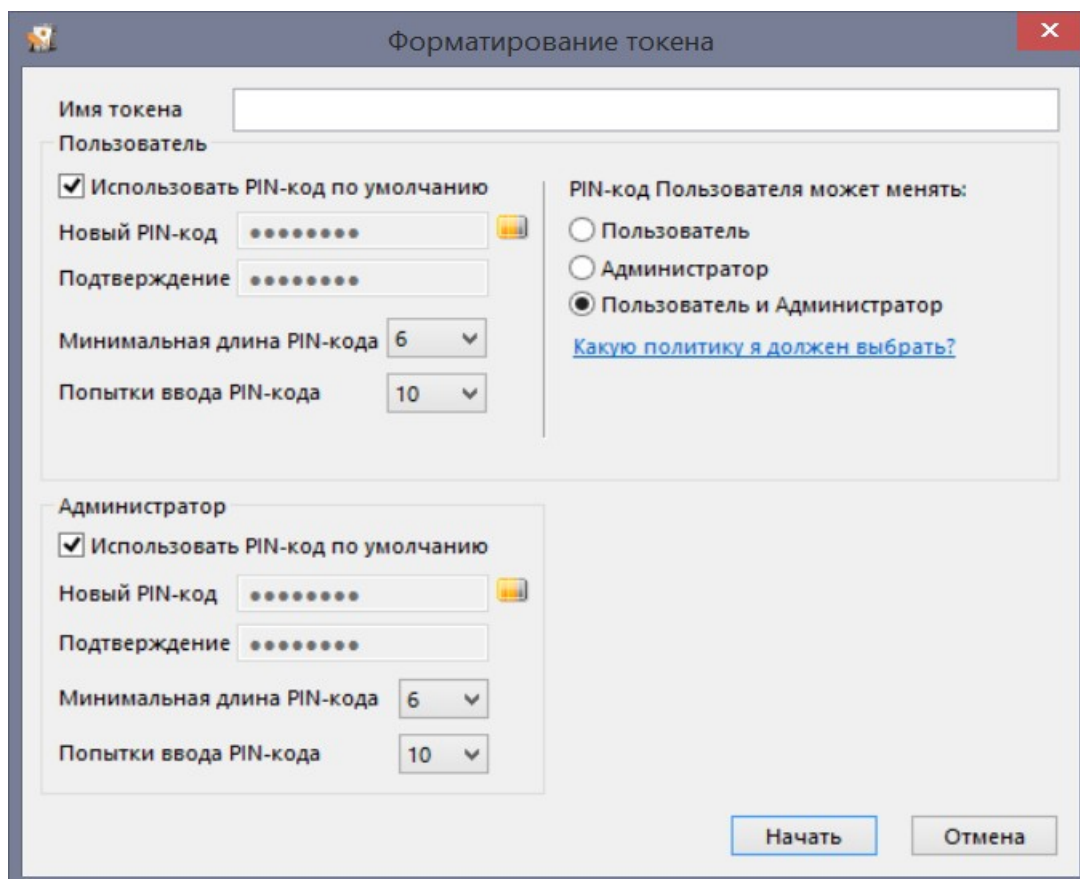 Форматирование токена
Имя токена
Пользователь
Использовать PIN-код по умолчанию
Новый PIN-код ●●●●●●●●
Подтверждение ●●●●●●●●
Минимальная длина PIN-кода 6
Попытки ввода PIN-кода 10
PIN-код Пользователя может менять:
Пользователь
Администратор
Пользователь и Администратор
Какую политику я должен выбрать?
Администратор
Использовать PIN-код по умолчанию
Новый PIN-код ●●●●●●●●
Подтверждение ●●●●●●●●
Минимальная длина PIN-кода 6
Попытки ввода PIN-кода 10
Начать Отмена